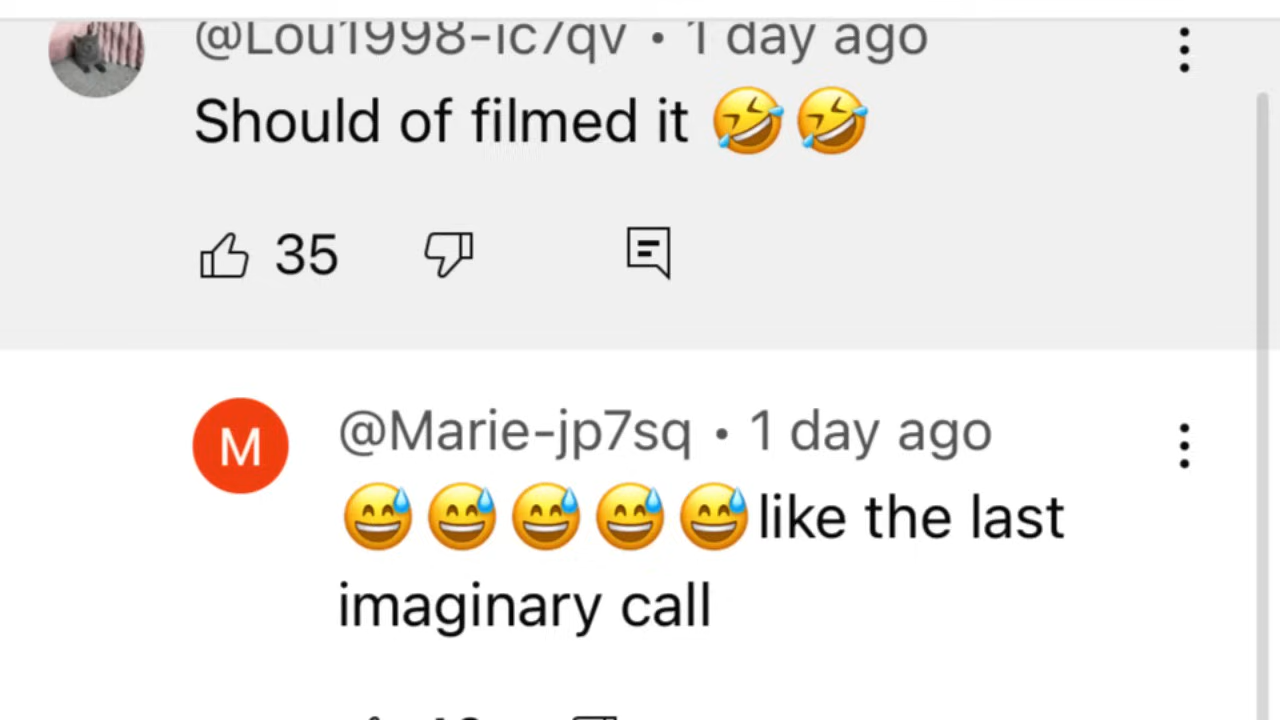 @Lou1998-ic7qv • 1 day ago
Should of filmed it 🤣🤣
35
M
@Marie-jp7sq • 1 day ago
😅😅😅😅😅like the last
imaginary call